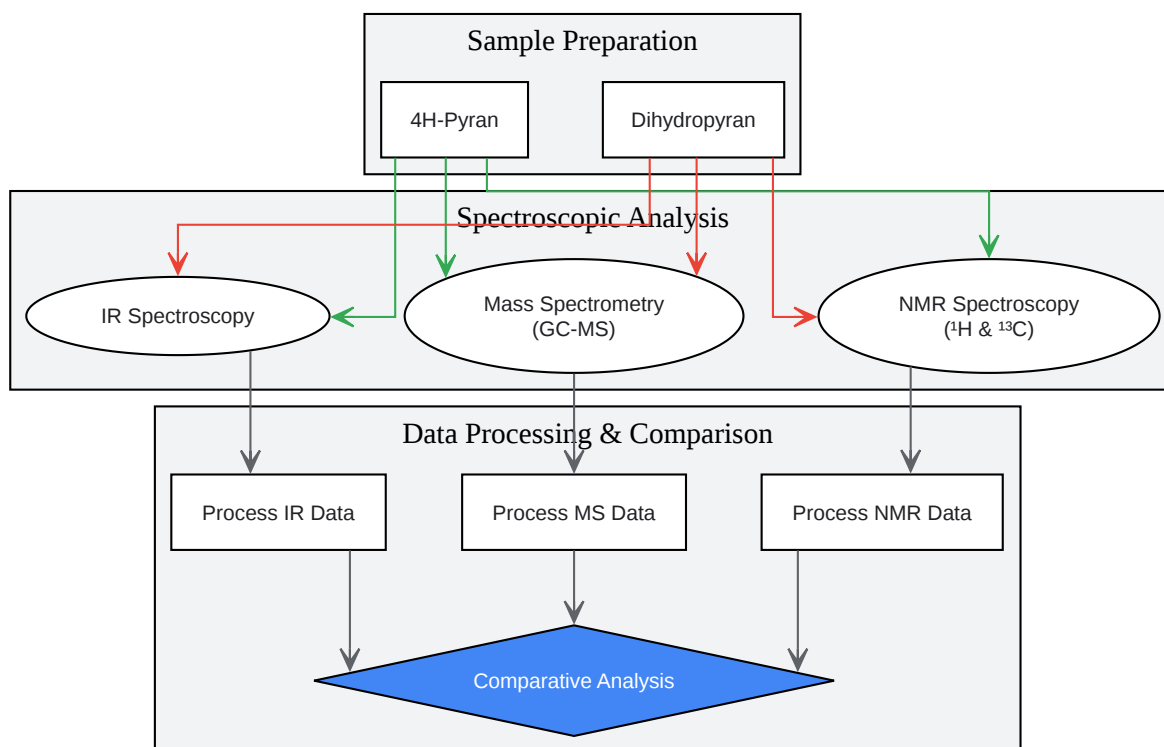 Sample Preparation
4H-Pyran
Dihydropyran
Spectroscopic Analysis
IR Spectroscopy
Mass Spectrometry
(GC-MS)
NMR Spectroscopy
(¹H & ¹³C)
Data Processing & Comparison
Process IR Data
Process MS Data
Process NMR Data
Comparative Analysis